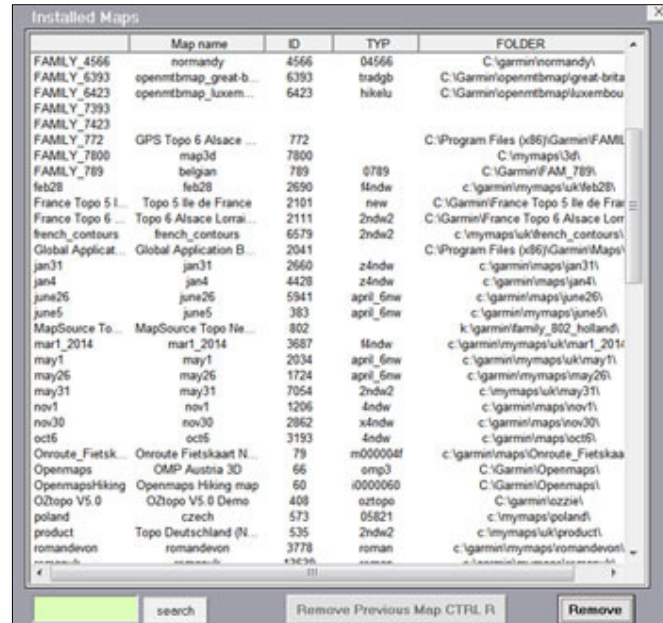 Installed Maps
Map name ID TYP FOLDER
FAMILY_4566 normandy 4566 04566 C:\garmin\normandy\
FAMILY_6393 openmtbmap_great-b... 6393 tradgb C:\Garmin\openmtbmap\great-brita
FAMILY_6423 openmtbmap_luxem... 6423 hikelu C:\Garmin\openmtbmap\luxembou
FAMILY_7393
FAMILY_7423
FAMILY_772 GPS Topo 6 Alsace ... 772 C:\Program Files (x86)\Garmin\FAMIL
FAMILY_7800 map3d 7800 C:\mymaps\3d\
FAMILY_789 belgian 789 0789 C:\Garmin\FAM_789\
feb28 feb28 2690 f4ndw c:\garmin\mymaps\uk\feb28\
France Topo 5 I... Topo 5 Ile de France 2101 new C:\Garmin\France Topo 5 Ile de Fran
France Topo 6 ... Topo 6 Alsace Lorrai... 2111 2ndw2 C:\Garmin\France Topo 6 Alsace Lorr
french_contours french_contours 6579 2ndw2 c:\mymaps\uk\french_contours\
Global Applicat... Global Application B... 2041 C:\Program Files (x86)\Garmin\Maps\
jan31 jan31 2660 z4ndw c:\garmin\maps\jan31\
jan4 jan4 4428 z4ndw c:\garmin\maps\jan4\
june26 june26 5941 april_6nw c:\garmin\maps\june26\
june5 june5 383 april_6nw c:\garmin\mymaps\june5\
MapSource To... MapSource Topo Ne... 802 k:\garmin\family_802_holland\
mar1_2014 mar1_2014 3687 f4ndw c:\garmin\mymaps\uk\mar1_2014
may1 may1 2034 april_6nw c:\garmin\mymaps\uk\may1\
may26 may26 1724 april_6nw c:\garmin\mymaps\may26\
may31 may31 7054 2ndw2 c:\mymaps\uk\may31\
nov1 nov1 1206 4ndw c:\garmin\maps\nov1\
nov30 nov30 2862 x4ndw c:\garmin\maps\nov30\
oct6 oct6 3193 4ndw c:\garmin\maps\oct6\
Onroute_Fietsk... Onroute Fietskaart N... 79 m000004f c:\garmin\maps\Onroute_Fietskaa
Openmaps OMP Austria 3D 66 omp3 C:\Garmin\Openmaps\
OpenmapsHiking Openmaps Hiking map 60 i0000060 C:\Garmin\Openmaps\
OZtopo V5.0 OZtopo V5.0 Demo 408 oztopo C:\garmin\ozzie\
poland czech 573 05821 c:\mymaps\poland\
product Topo Deutschland (N... 535 2ndw2 c:\mymaps\uk\product\
romandevon romandevon 3778 roman c:\garmin\mymaps\romandevon\
search Remove Previous Map CTRL R Remove